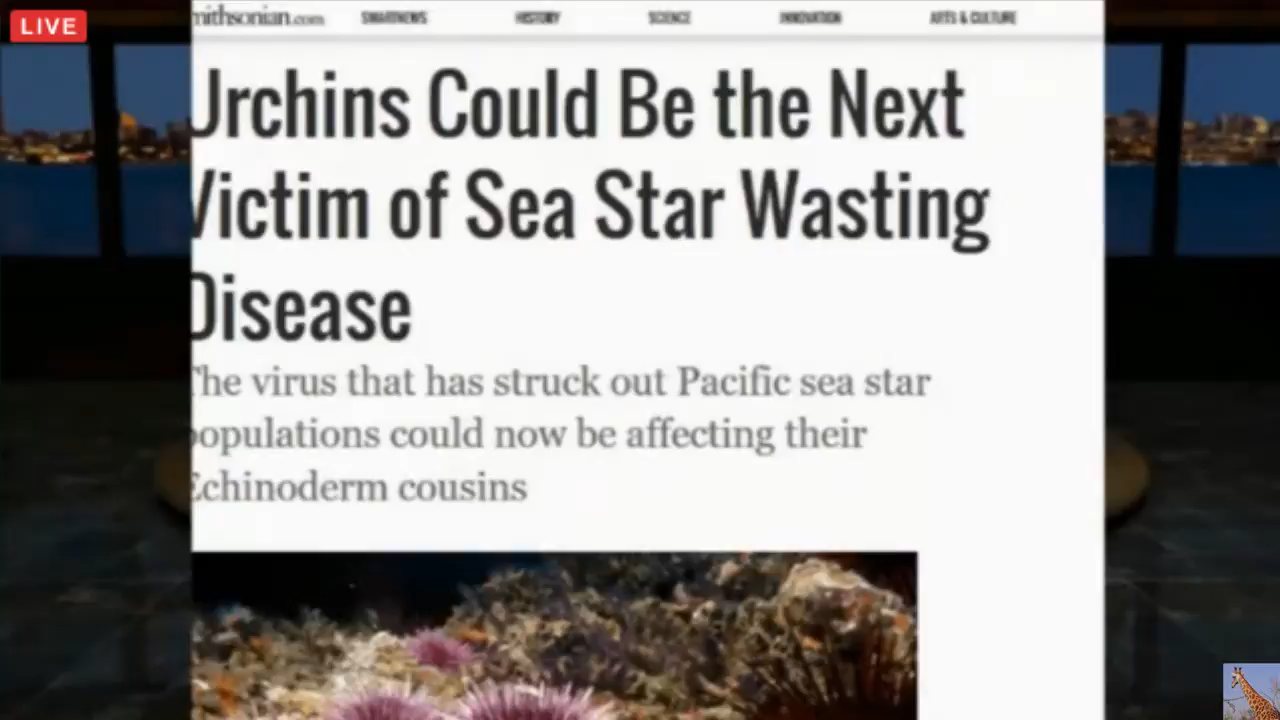 LIVE
mithsonian.com SMARTNEWS HISTORY SCIENCE INNOVATION ARTS & CULTURE
Urchins Could Be the Next
Victim of Sea Star Wasting
Disease
The virus that has struck out Pacific sea star
populations could now be affecting their
Echinoderm cousins